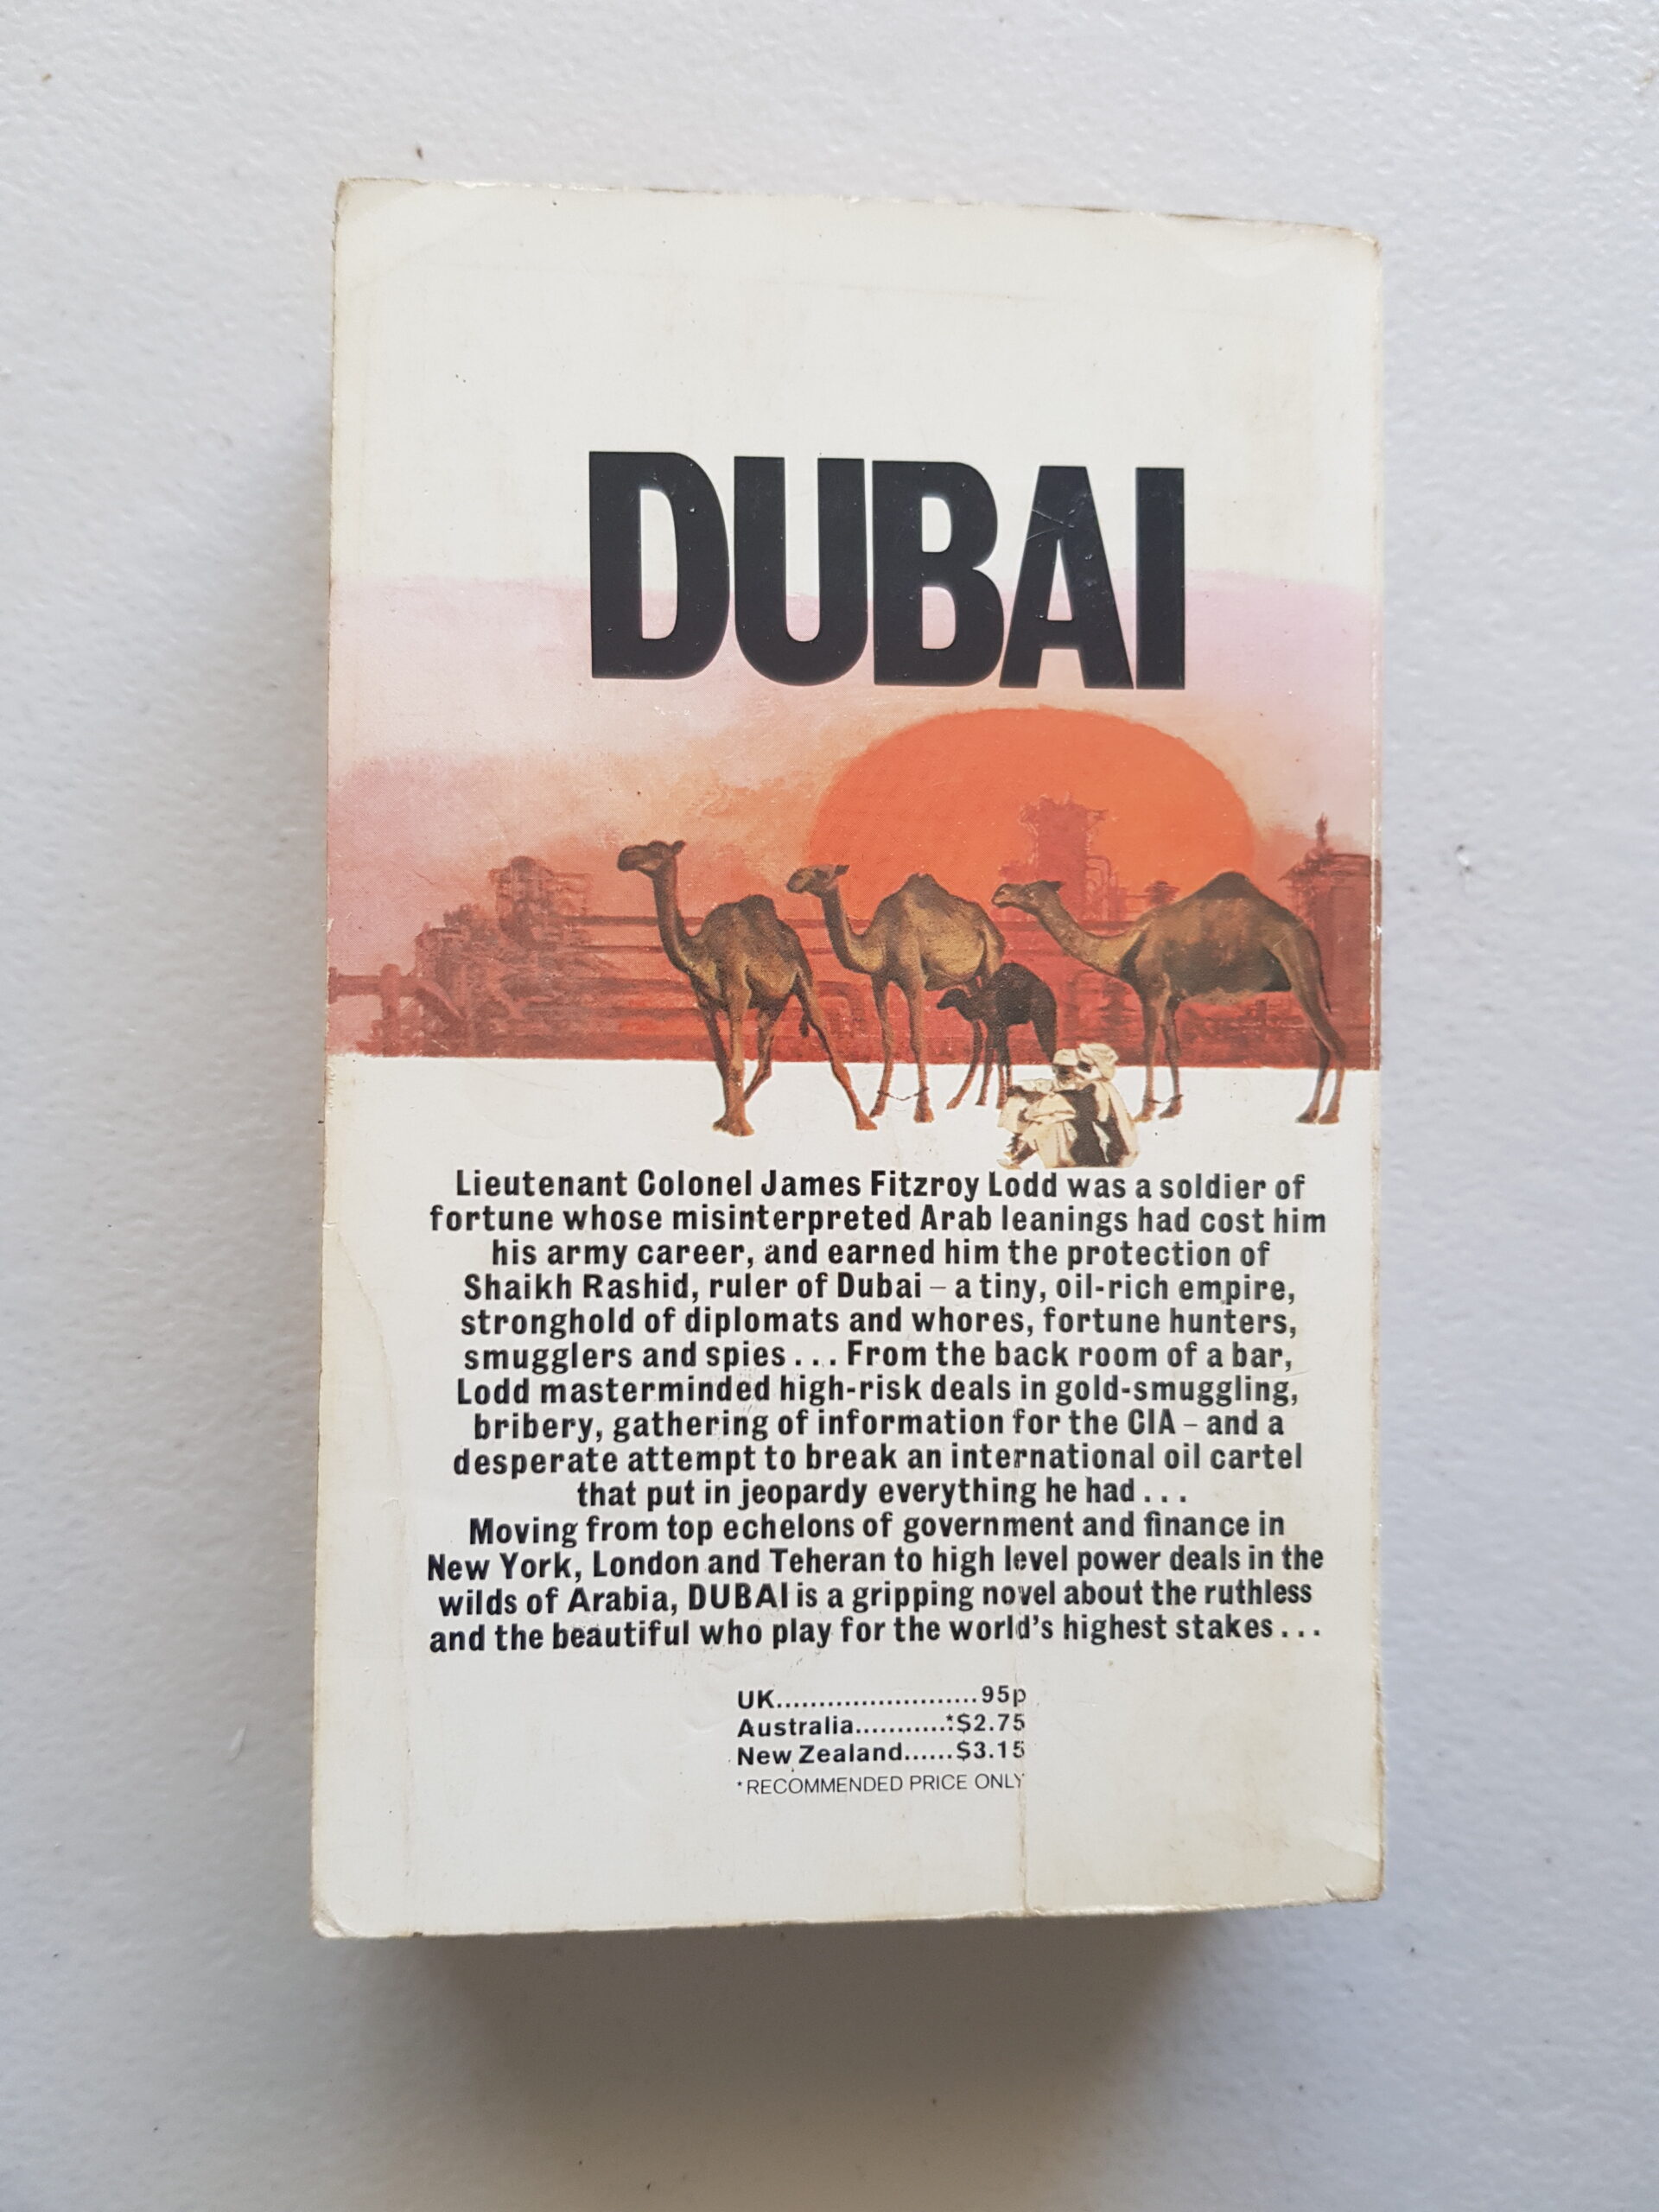 DUBAI
Lieutenant Colonel James Fitzroy Lodd was a soldier of
fortune whose misinterpreted Arab leanings had cost him
his army career, and earned him the protection of
Shaikh Rashid, ruler of Dubai – a tiny, oil-rich empire,
stronghold of diplomats and whores, fortune hunters,
smugglers and spies . . . From the back room of a bar,
Lodd masterminded high-risk deals in gold-smuggling,
bribery, gathering of information for the CIA – and a
desperate attempt to break an international oil cartel
that put in jeopardy everything he had . . .
Moving from top echelons of government and finance in
New York, London and Teheran to high level power deals in the
wilds of Arabia, DUBAI is a gripping novel about the ruthless
and the beautiful who play for the world's highest stakes . . .
UK........................95p
Australia...........*$2.75
New Zealand......$3.15
*RECOMMENDED PRICE ONLY